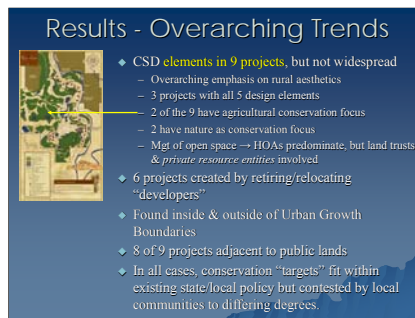 Results - Overarching Trends
◆ CSD elements in 9 projects, but not widespread
– Overarching emphasis on rural aesthetics
– 3 projects with all 5 design elements
– 2 of the 9 have agricultural conservation focus
– 2 have nature as conservation focus
– Mgt of open space → HOAs predominate, but land trusts
& private resource entities involved
◆ 6 projects created by retiring/relocating
“developers”
◆ Found inside & outside of Urban Growth
Boundaries
◆ 8 of 9 projects adjacent to public lands
◆ In all cases, conservation “targets” fit within
existing state/local policy but contested by local
communities to differing degrees.